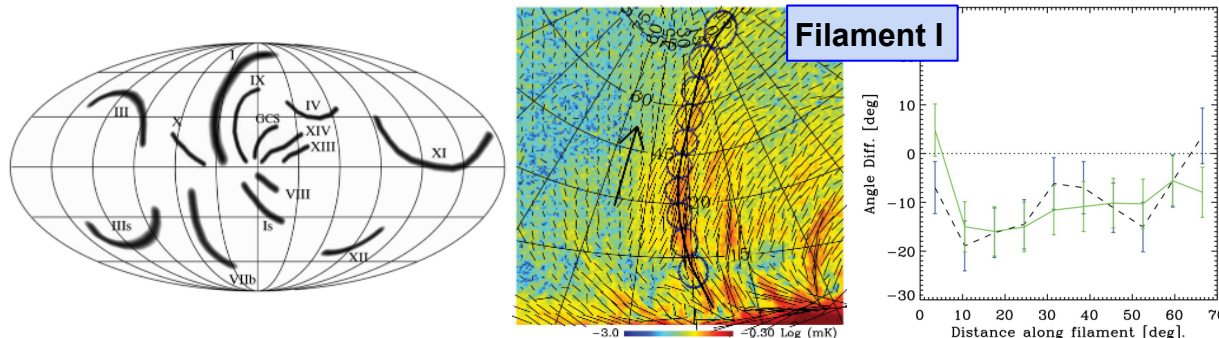 I
IX
III
IV
GCS
X
XIV
XIII
XI
VIII
IIIs
Is
XII
VIIb
60
45
30
15
−3.0
−0.30 Log (mK)
Filament I
Angle Diff. [deg]
10
0
−10
−20
−30
0
10
20
30
40
50
60
70
Distance along filament [deg].